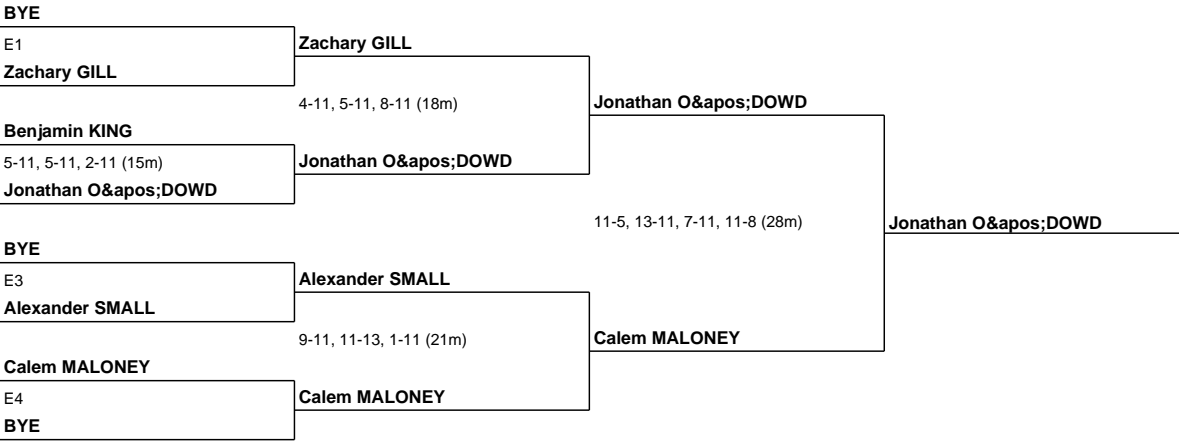 BYE
E1
Zachary GILL
Zachary GILL
4-11, 5-11, 8-11 (18m)
Jonathan O&apos;DOWD
Benjamin KING
5-11, 5-11, 2-11 (15m)
Jonathan O&apos;DOWD
Jonathan O&apos;DOWD
11-5, 13-11, 7-11, 11-8 (28m)
Jonathan O&apos;DOWD
BYE
E3
Alexander SMALL
Alexander SMALL
9-11, 11-13, 1-11 (21m)
Calem MALONEY
Calem MALONEY
E4
Calem MALONEY
BYE